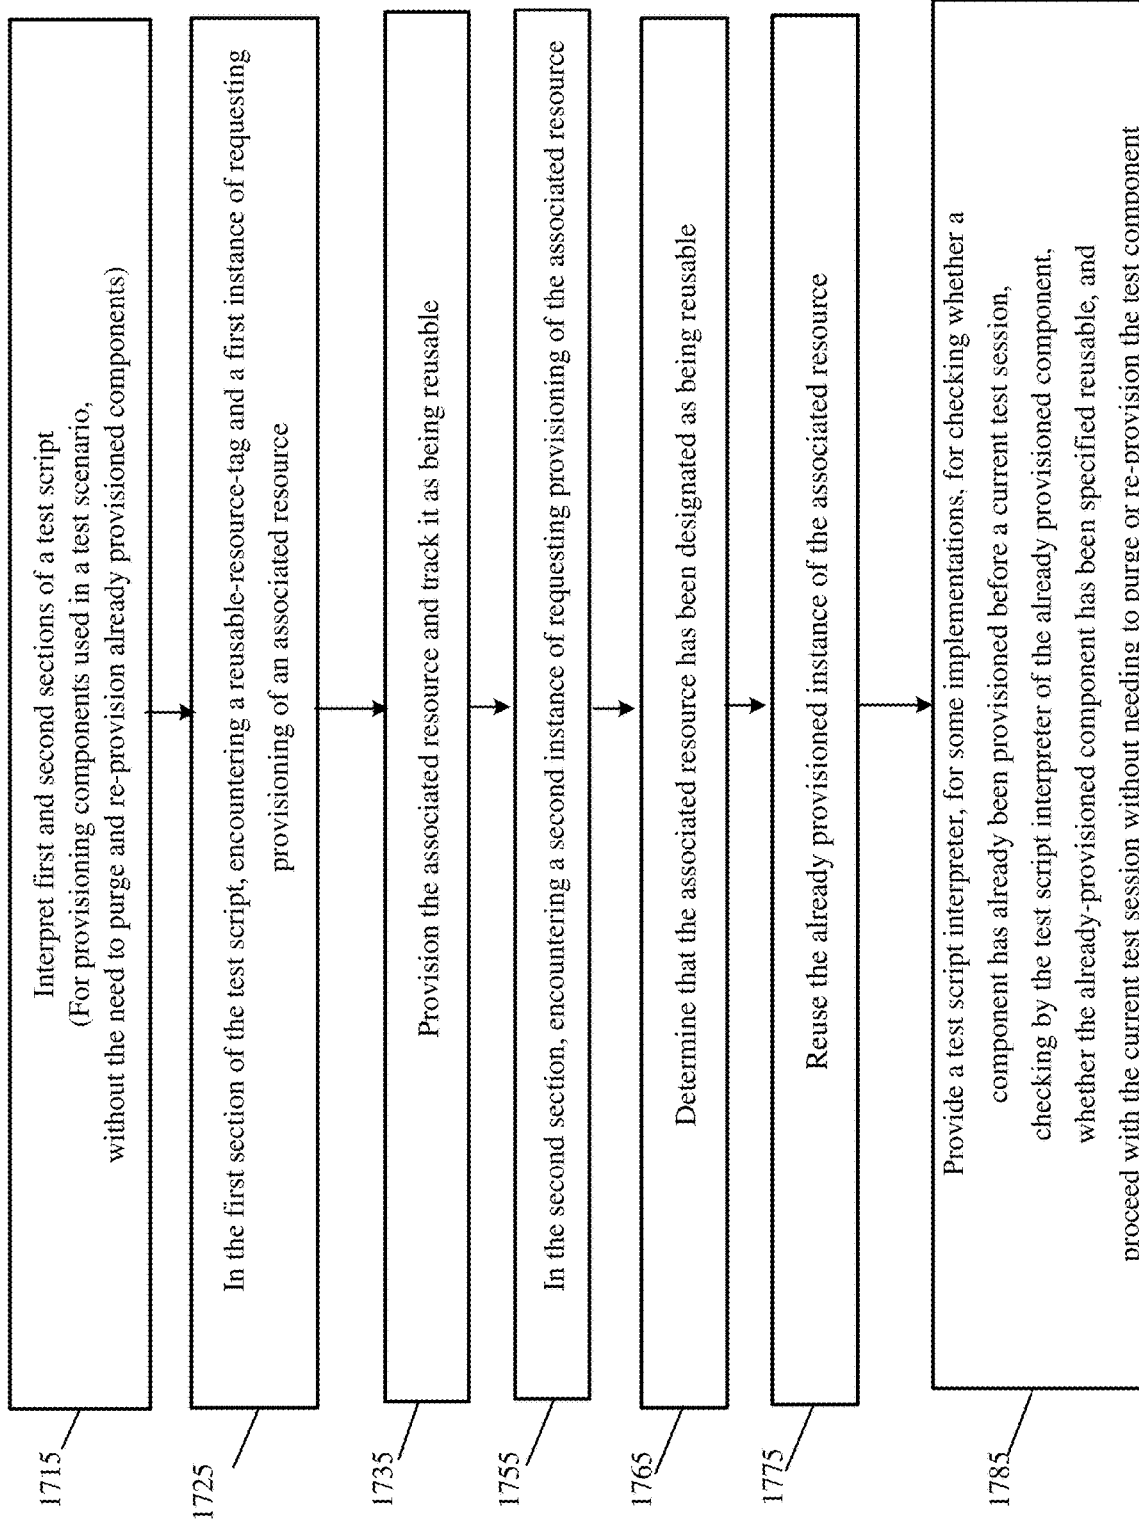 1715
Interpret first and second sections of a test script
(For provisioning components used in a test scenario,
without the need to purge and re-provision already provisioned components)
1725
In the first section of the test script, encountering a reusable-resource-tag and a first instance of requesting
provisioning of an associated resource
1735
Provision the associated resource and track it as being reusable
1755
In the second section, encountering a second instance of requesting provisioning of the associated resource
1765
Determine that the associated resource has been designated as being reusable
1775
Reuse the already provisioned instance of the associated resource
1785
Provide a test script interpreter, for some implementations, for checking whether a
component has already been provisioned before a current test session,
checking by the test script interpreter of the already provisioned component,
whether the already-provisioned component has been specified reusable, and
proceed with the current test session without needing to purge or re-provision the test component